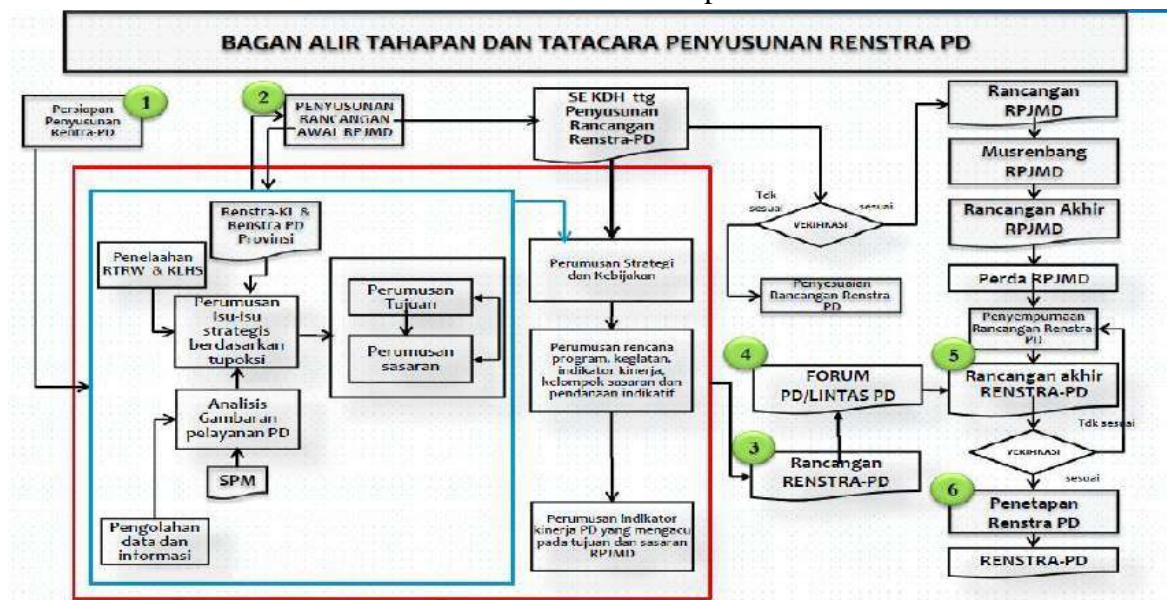 BAGAN ALIR TAHAPAN DAN TATACARA PENYUSUNAN RENSTRA PD
1
Persiapan
Penyusunan
Rentra-PD
2
PENYUSUNAN
RANCANGAN
AWAL RPJMD
SE KDH ttg
Penyusunan
Rancangan
Renstra-PD
Rancangan
RPJMD
Musrenbang
RPJMD
Rancangan Akhir
RPJMD
Perda RPJMD
Tdk
sesuai
sesuai
VERIFIKASI
Penyesuaian
Rancangan Renstra
PD
Renstra-KL &
Renstra PD
Provinsi
Penelaahan
RTRW & KLHS
Perumusan
Isu-isu
strategis
berdasarkan
tupoksi
Perumusan
Tujuan
Perumusan
sasaran
Analisis
Gambaran
pelayanan PD
SPM
Pengolahan
data dan
informasi
Perumusan Strategi
dan Kebijakan
Perumusan rencana
program, kegiatan,
indikator kinerja,
kelompok sasaran dan
pendanaan indikatif
Perumusan Indikator
kinerja PD yang mengacu
pada tujuan dan sasaran
RPJMD
3
Rancangan
RENSTRA-PD
4
FORUM
PD/LINTAS PD
Penyempurnaan
Rancangan Renstra
PD
5
Rancangan akhir
RENSTRA-PD
Tdk sesuai
VERIFIKASI
sesuai
6
Penetapan
Renstra PD
RENSTRA-PD